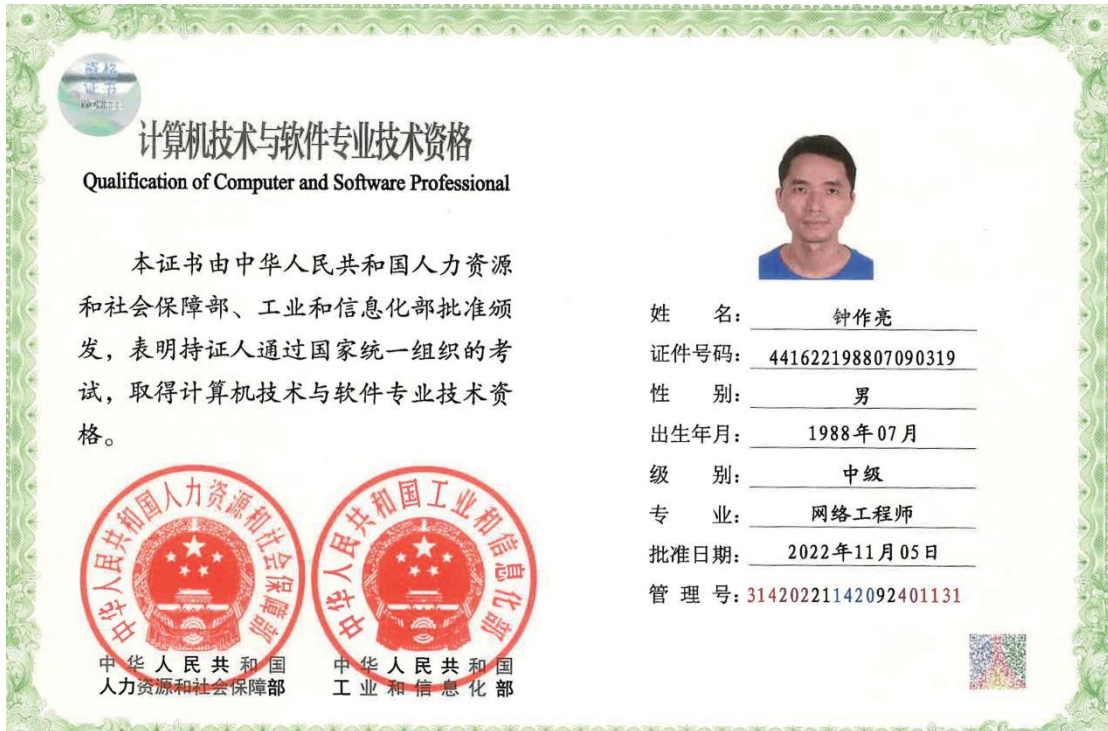 资格
证书
计算机技术与软件专业技术资格
Qualification of Computer and Software Professional
本证书由中华人民共和国人力资源
和社会保障部、工业和信息化部批准颁
发，表明持证人通过国家统一组织的考
试，取得计算机技术与软件专业技术资
格。
中华人民共和国人力资源和社会保障部
中华人民共和国工业和信息化部
中华人民共和国
人力资源和社会保障部
中华人民共和国
工业和信息化部
姓名：钟作亮
证件号码：441622198807090319
性别：男
出生年月：1988年07月
级别：中级
专业：网络工程师
批准日期：2022年11月05日
管理号：31420221142092401131